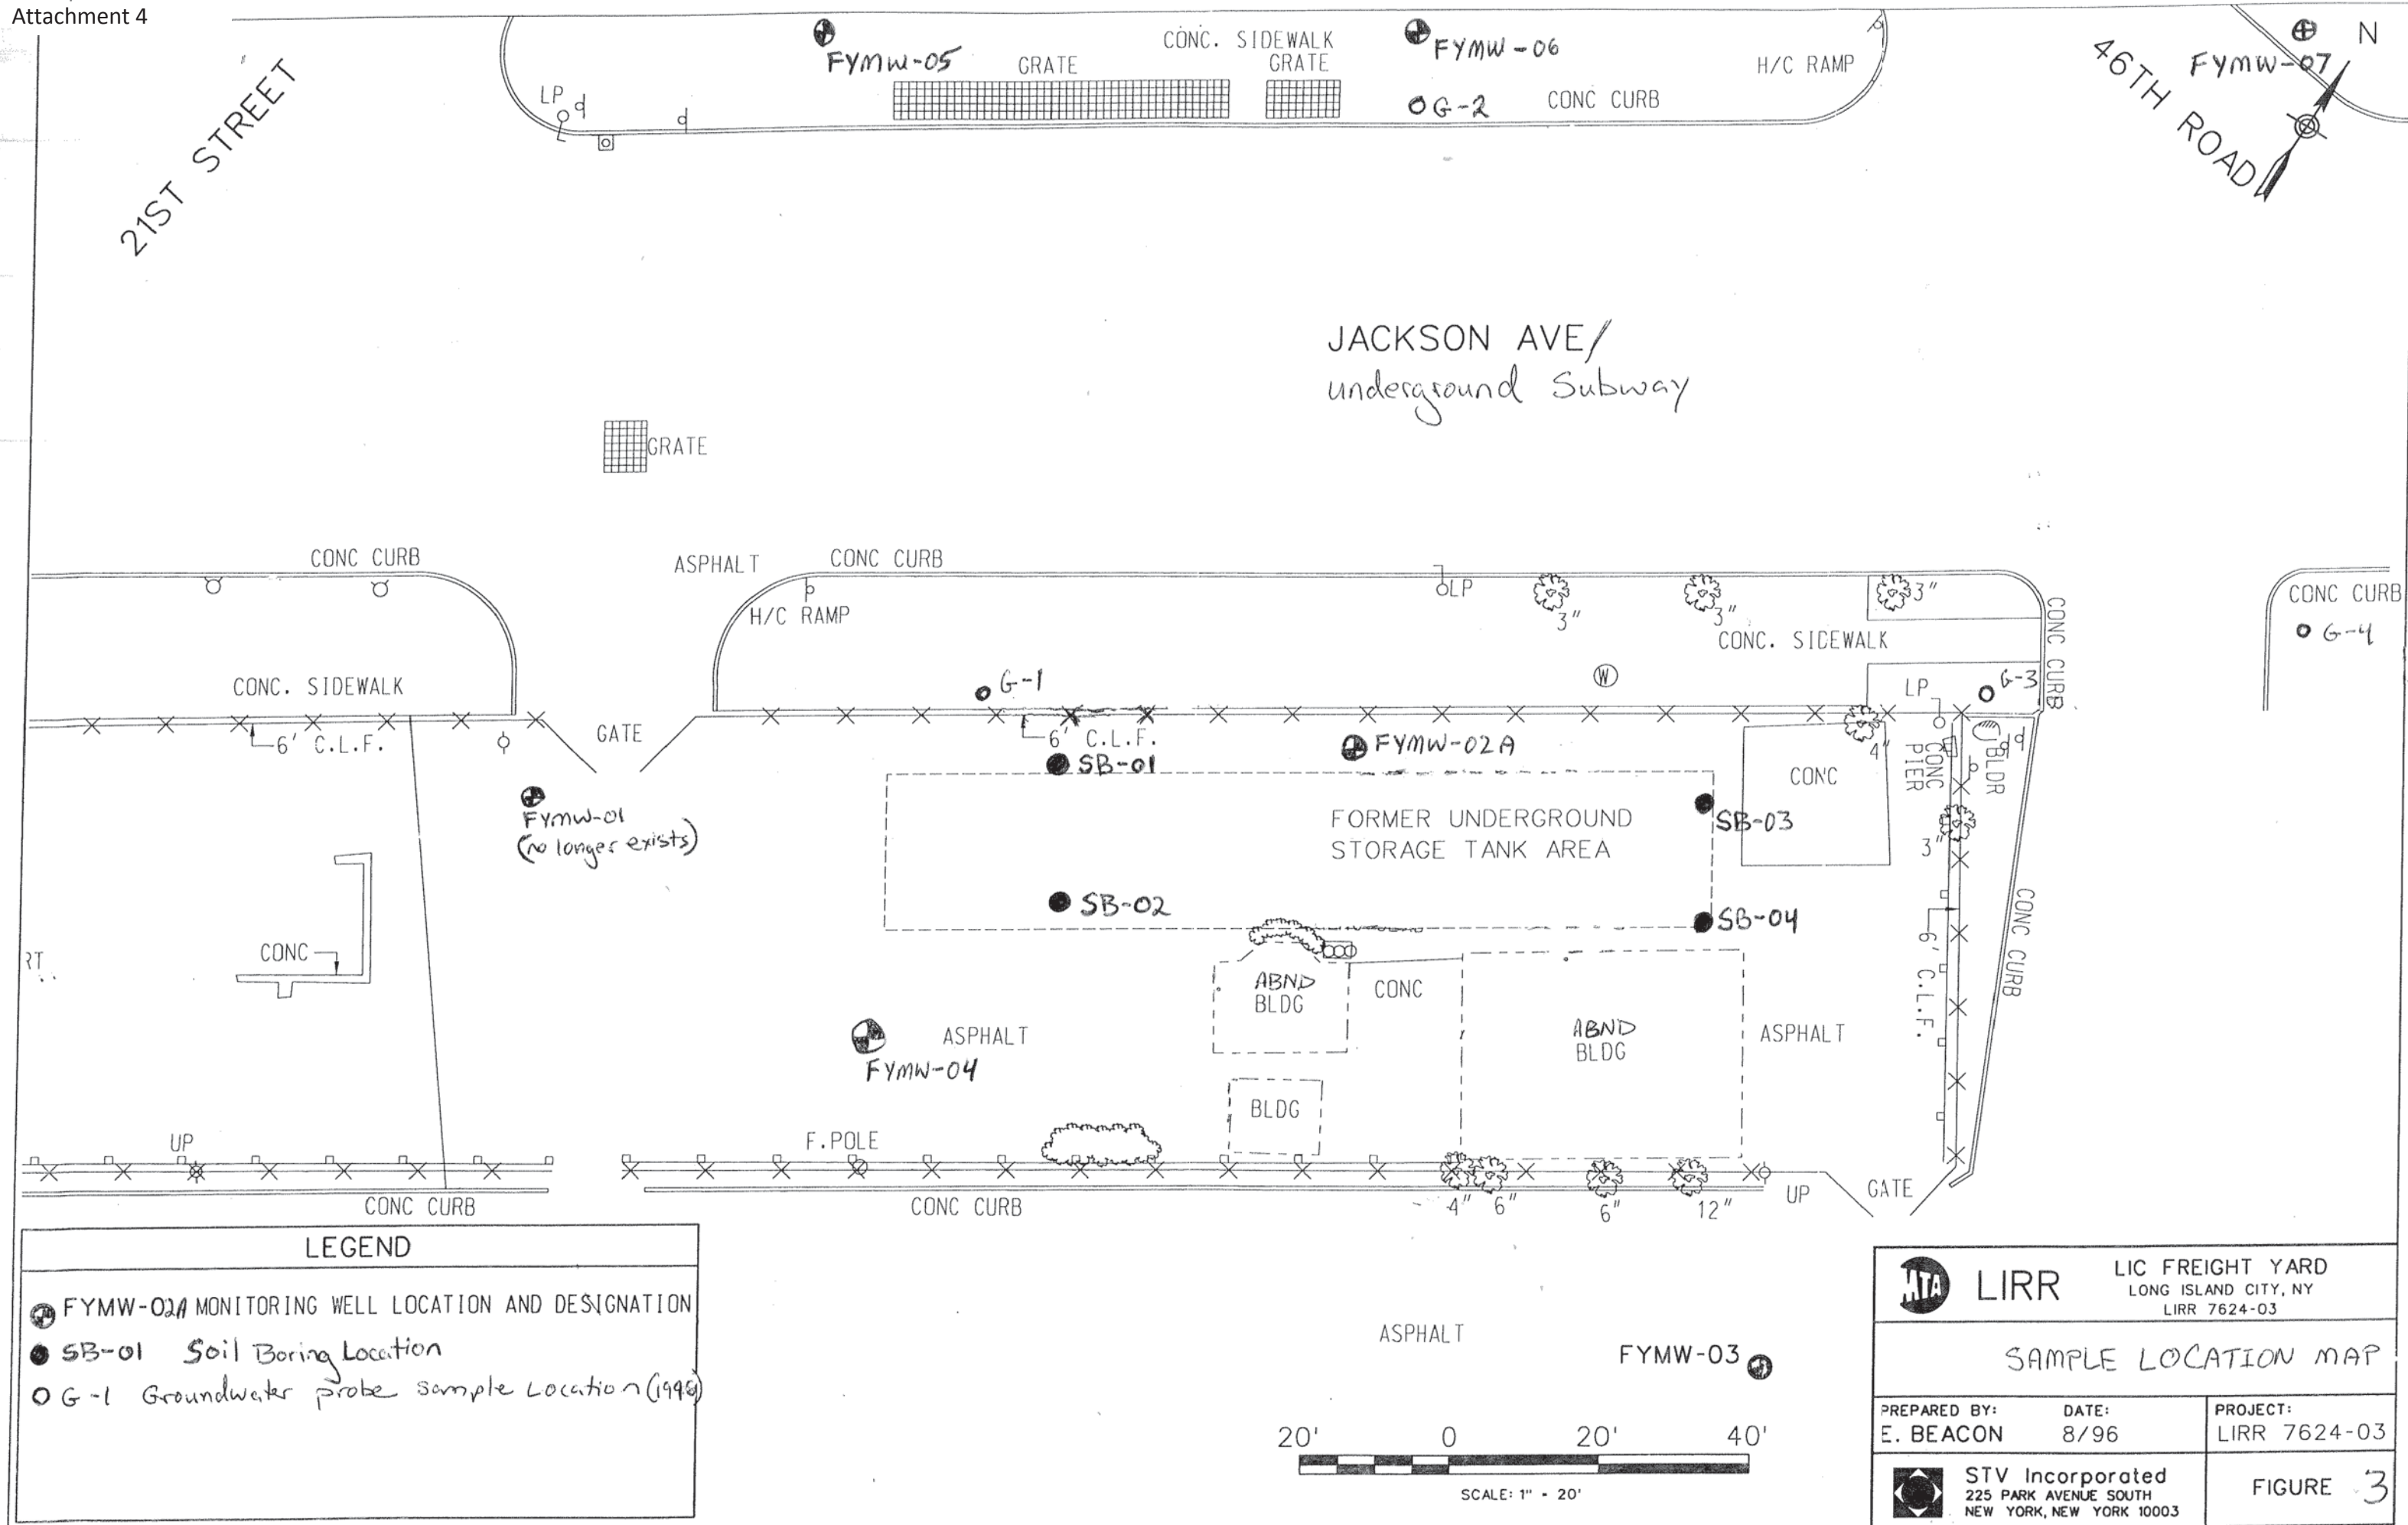 Attachment 4
21ST STREET
LP
FYMW-05
GRATE
CONC. SIDEWALK
GRATE
FYMW-06
G-2
CONC CURB
H/C RAMP
46TH ROAD
FYMW-07
N
JACKSON AVE/
underground Subway
GRATE
CONC CURB
ASPHALT
CONC CURB
H/C RAMP
LP
3"
3"
3"
CONC. SIDEWALK
CONC CURB
CONC CURB
CONC CURB
G-4
CONC. SIDEWALK
6' C.L.F.
GATE
G-1
6' C.L.F.
W
LP
G-3
FYMW-02A
SB-01
4"
CONC
CONC
PIER
BLDR
FYMW-01
(no longer exists)
FORMER UNDERGROUND
STORAGE TANK AREA
SB-03
3"
SB-02
SB-04
CONC
RT.
6' C.L.F.
CONC CURB
ABND
BLDG
CONC
ABND
BLDG
ASPHALT
ASPHALT
FYMW-04
BLDG
UP
F.POLE
CONC CURB
CONC CURB
4"
6"
6"
12"
UP
GATE
LEGEND
FYMW-02A MONITORING WELL LOCATION AND DESIGNATION
SB-01 Soil Boring Location
G-1 Groundwater probe sample Location
ASPHALT
FYMW-03
20' 0 20' 40'
SCALE: 1" - 20'
MTA
LIRR
LIC FREIGHT YARD
LONG ISLAND CITY, NY
LIRR 7624-03
SAMPLE LOCATION MAP
PREPARED BY:
E. BEACON
DATE:
8/96
PROJECT:
LIRR 7624-03
STV Incorporated
225 PARK AVENUE SOUTH
NEW YORK, NEW YORK 10003
FIGURE 3